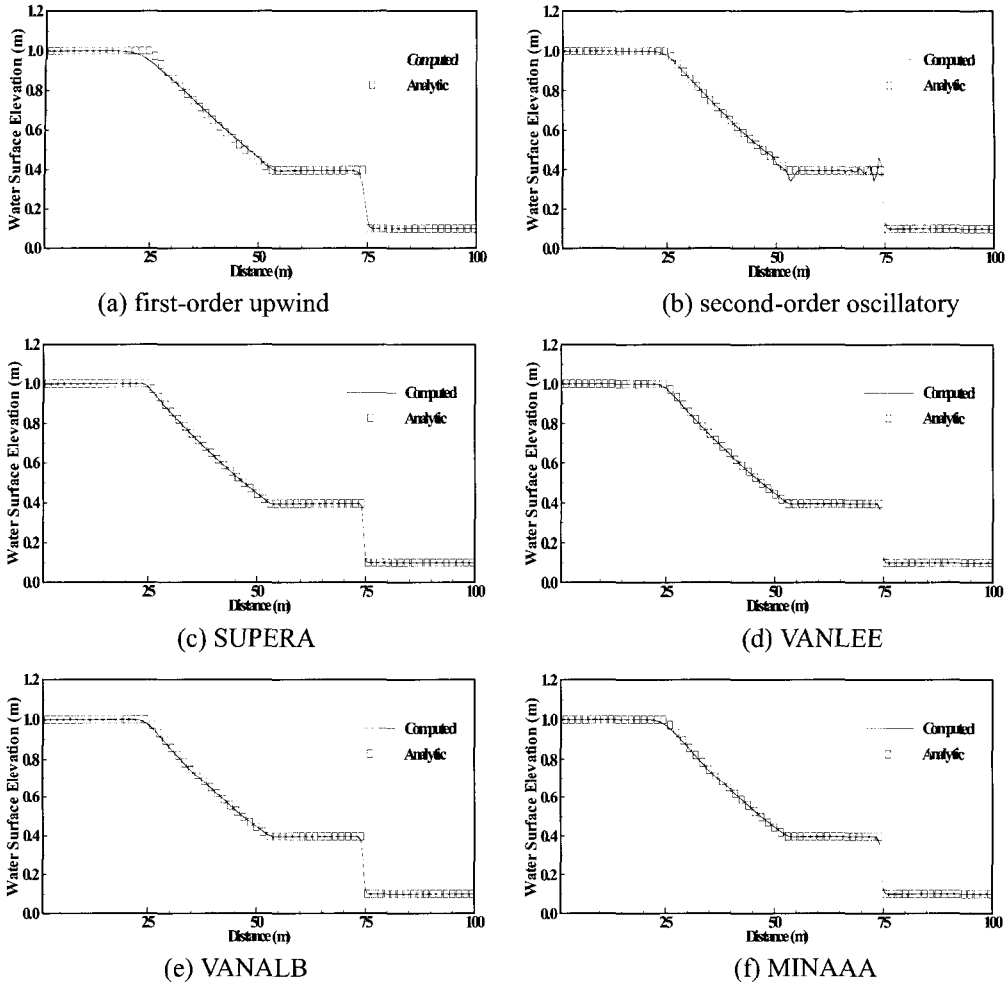 1.2
1.0
0.8
0.6
0.4
0.2
0.0
Water Surface Elevation (m)
Computed
Analytic
25
50
75
100
Distance (m)
(a) first-order upwind
1.2
1.0
0.8
0.6
0.4
0.2
0.0
Water Surface Elevation (m)
Computed
Analytic
25
50
75
100
Distance (m)
(b) second-order oscillatory
1.2
1.0
0.8
0.6
0.4
0.2
0.0
Water Surface Elevation (m)
Computed
Analytic
25
50
75
100
Distance (m)
(c) SUPERA
1.2
1.0
0.8
0.6
0.4
0.2
0.0
Water Surface Elevation (m)
Computed
Analytic
25
50
75
100
Distance (m)
(d) VANLEE
1.2
1.0
0.8
0.6
0.4
0.2
0.0
Water Surface Elevation (m)
Computed
Analytic
25
50
75
100
Distance (m)
(e) VANALB
1.2
1.0
0.8
0.6
0.4
0.2
0.0
Water Surface Elevation (m)
Computed
Analytic
25
50
75
100
Distance (m)
(f) MINAAA